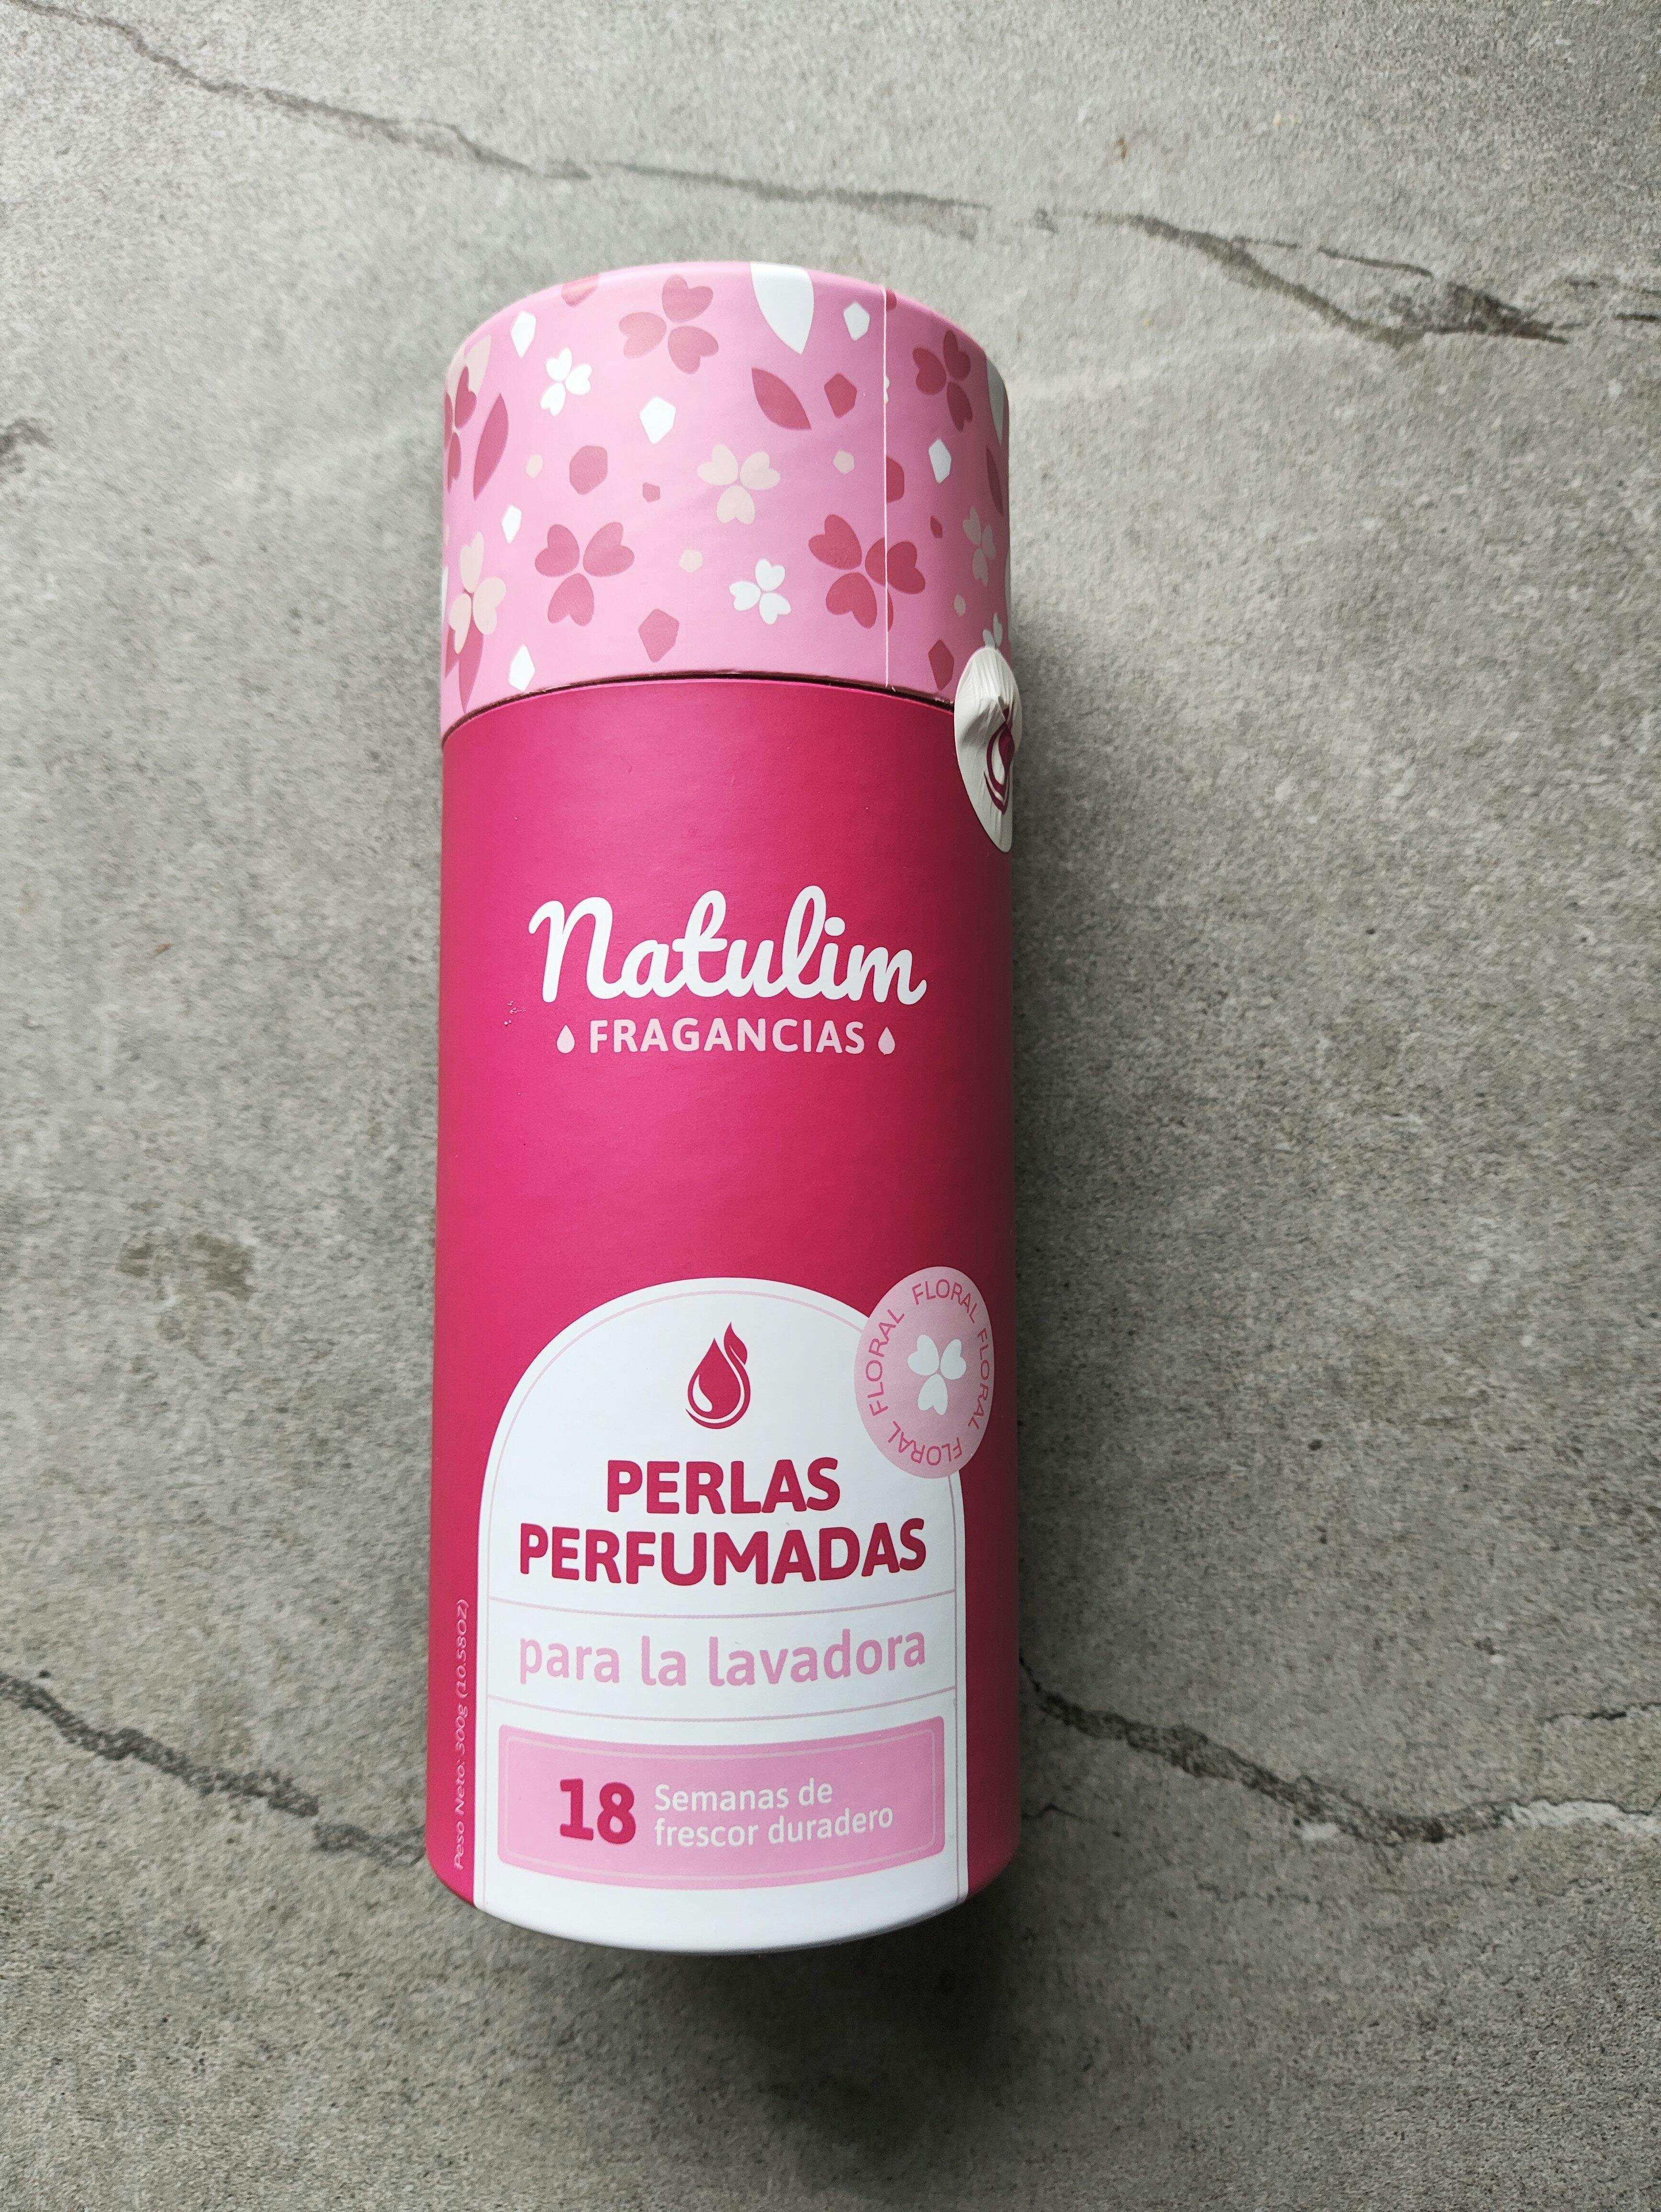 Natulim
FRAGANCIAS
FLORAL FLORAL FLORAL FLORAL
PERLAS
PERFUMADAS
para la lavadora
18 Semanas de
frescor duradero
Peso Neto: 300g (10.58OZ)